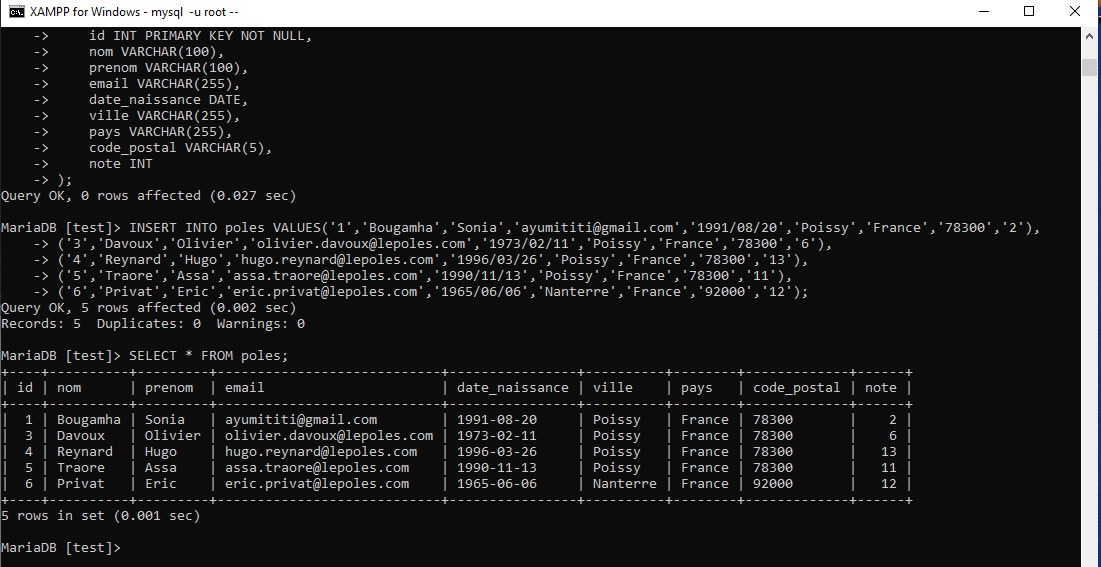 XAMPP for Windows - mysql  -u root --
    ->     id INT PRIMARY KEY NOT NULL,
    ->     nom VARCHAR(100),
    ->     prenom VARCHAR(100),
    ->     email VARCHAR(255),
    ->     date_naissance DATE,
    ->     ville VARCHAR(255),
    ->     pays VARCHAR(255),
    ->     code_postal VARCHAR(5),
    ->     note INT
    -> );
Query OK, 0 rows affected (0.027 sec)
MariaDB [test]> INSERT INTO poles VALUES('1','Bougamha','Sonia','ayumititi@gmail.com','1991/08/20','Poissy','France','78300','2'),
    -> ('3','Davoux','Olivier','olivier.davoux@lepoles.com','1973/02/11','Poissy','France','78300','6'),
    -> ('4','Reynard','Hugo','hugo.reynard@lepoles.com','1996/03/26','Poissy','France','78300','13'),
    -> ('5','Traore','Assa','assa.traore@lepoles.com','1990/11/13','Poissy','France','78300','11'),
    -> ('6','Privat','Eric','eric.privat@lepoles.com','1965/06/06','Nanterre','France','92000','12');
Query OK, 5 rows affected (0.002 sec)
Records: 5  Duplicates: 0  Warnings: 0
MariaDB [test]> SELECT * FROM poles;
+----+----------+---------+----------------------------+----------------+----------+--------+-------------+------+
| id | nom      | prenom  | email                      | date_naissance | ville    | pays   | code_postal | note |
+----+----------+---------+----------------------------+----------------+----------+--------+-------------+------+
|  1 | Bougamha | Sonia   | ayumititi@gmail.com        | 1991-08-20     | Poissy   | France | 78300       |    2 |
|  3 | Davoux   | Olivier | olivier.davoux@lepoles.com | 1973-02-11     | Poissy   | France | 78300       |    6 |
|  4 | Reynard  | Hugo    | hugo.reynard@lepoles.com   | 1996-03-26     | Poissy   | France | 78300       |   13 |
|  5 | Traore   | Assa    | assa.traore@lepoles.com    | 1990-11-13     | Poissy   | France | 78300       |   11 |
|  6 | Privat   | Eric    | eric.privat@lepoles.com    | 1965-06-06     | Nanterre | France | 92000       |   12 |
+----+----------+---------+----------------------------+----------------+----------+--------+-------------+------+
5 rows in set (0.001 sec)
MariaDB [test]>